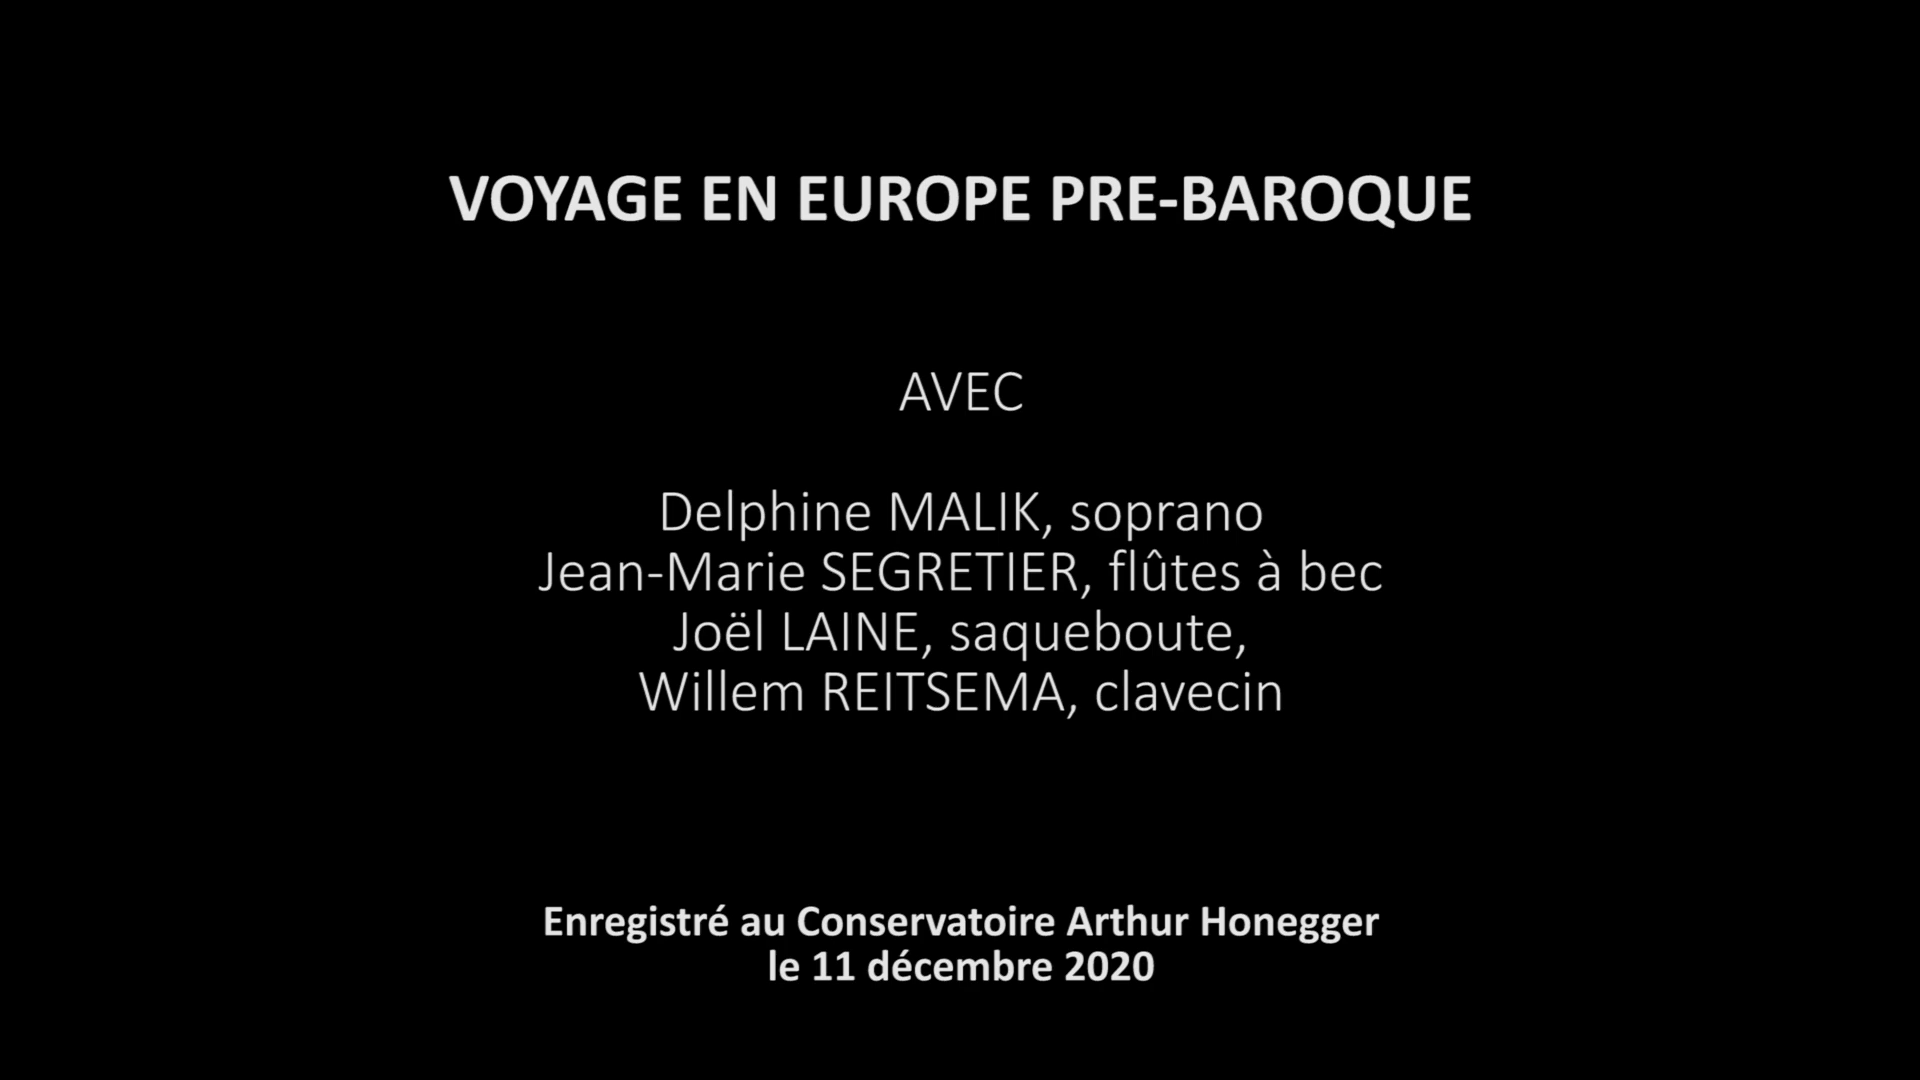 VOYAGE EN EUROPE PRE-BAROQUE
AVEC
Delphine MALIK, soprano
Jean-Marie SEGRETIER, flûtes à bec
Joël LAINE, saqueboute,
Willem REITSEMA, clavecin
Enregistré au Conservatoire Arthur Honegger
le 11 décembre 2020